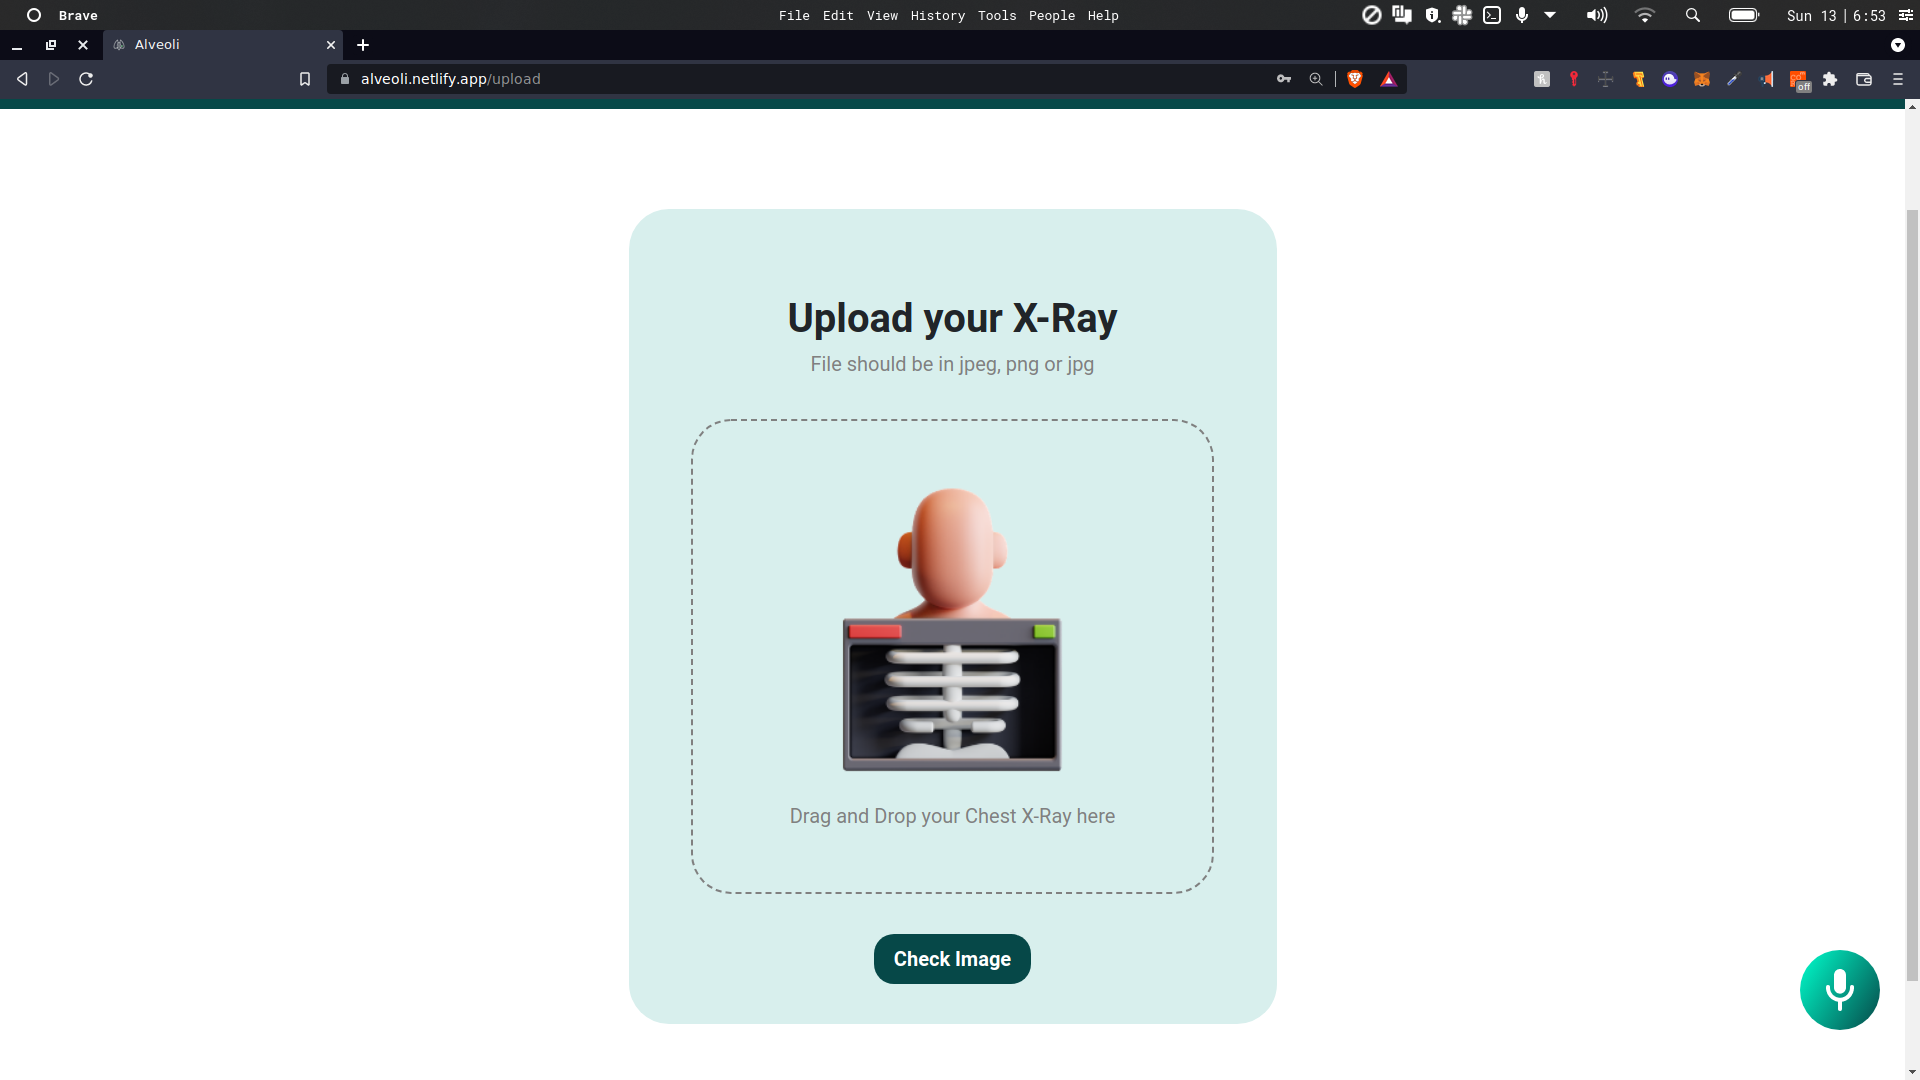 Brave File Edit View History Tools People Help Sun 13 | 6:53
Alveoli
alveoli.netlify.app/upload off
Upload your X-Ray
File should be in jpeg, png or jpg
Drag and Drop your Chest X-Ray here
Check Image